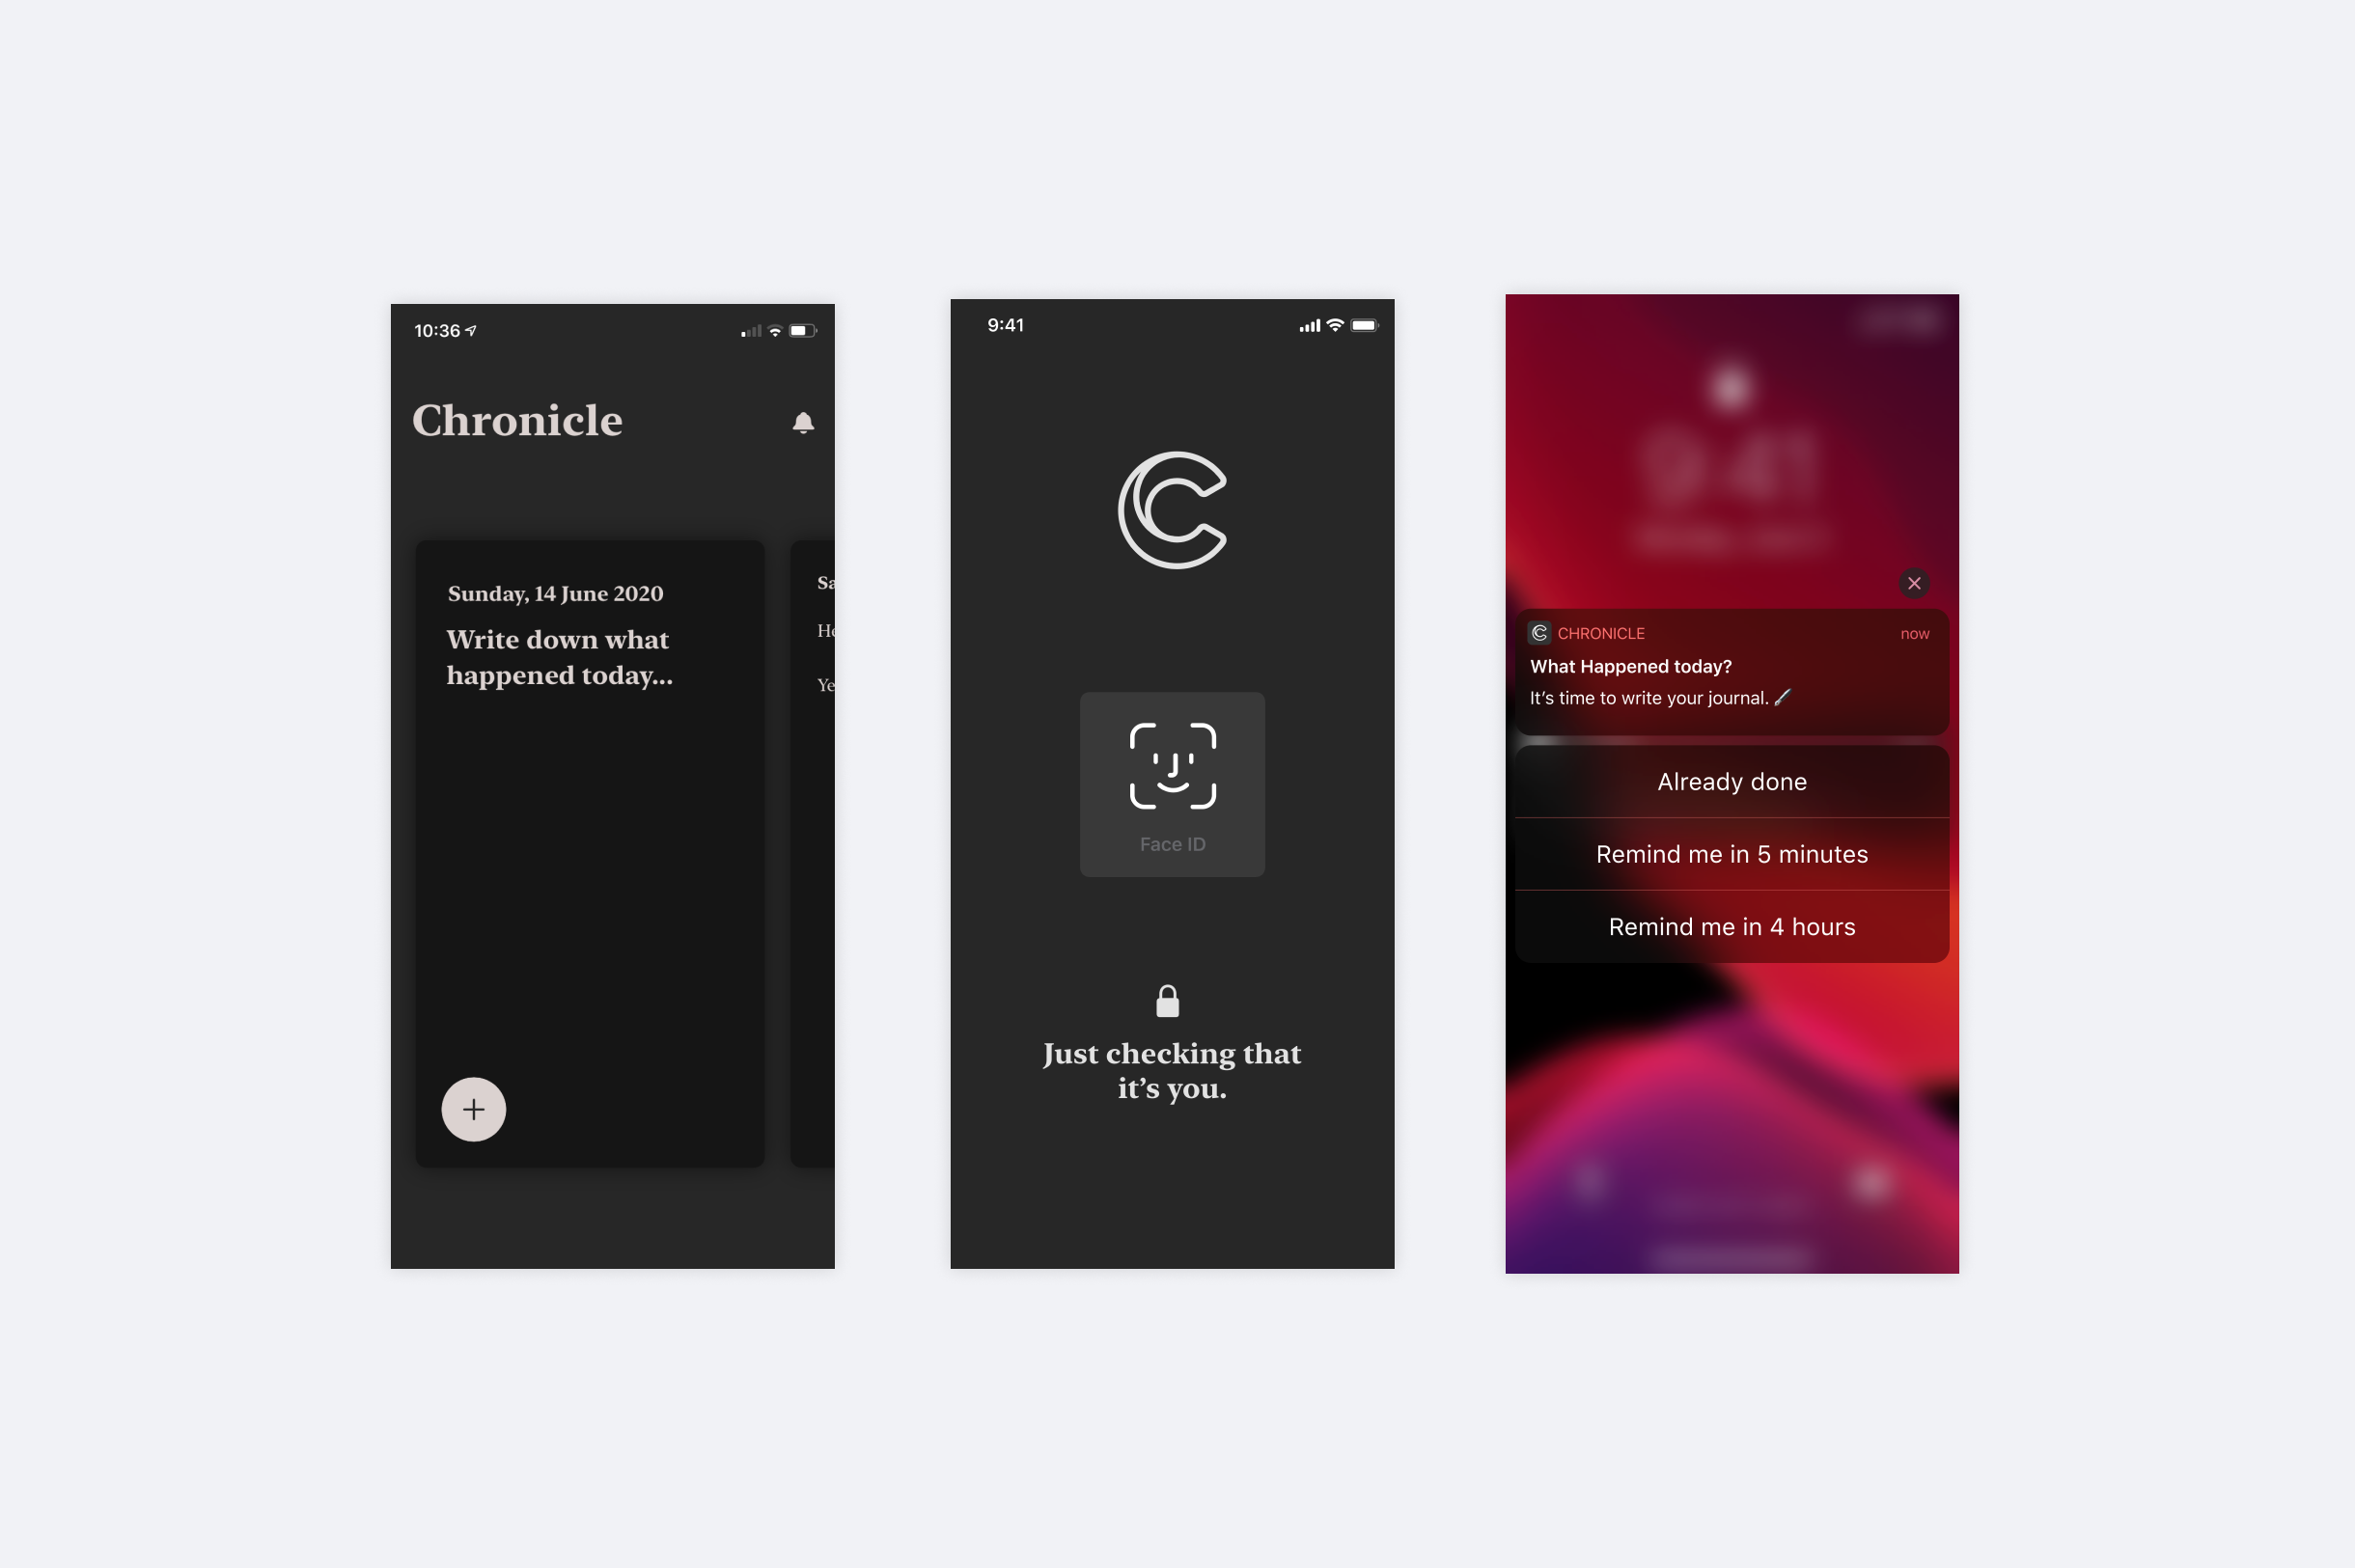 10:36
Chronicle
Sunday, 14 June 2020
Write down what
happened today...
Sa
He
Ye
9:41
Face ID
Just checking that
it’s you.
9:41
CHRONICLE
now
What Happened today?
It’s time to write your journal.
Already done
Remind me in 5 minutes
Remind me in 4 hours